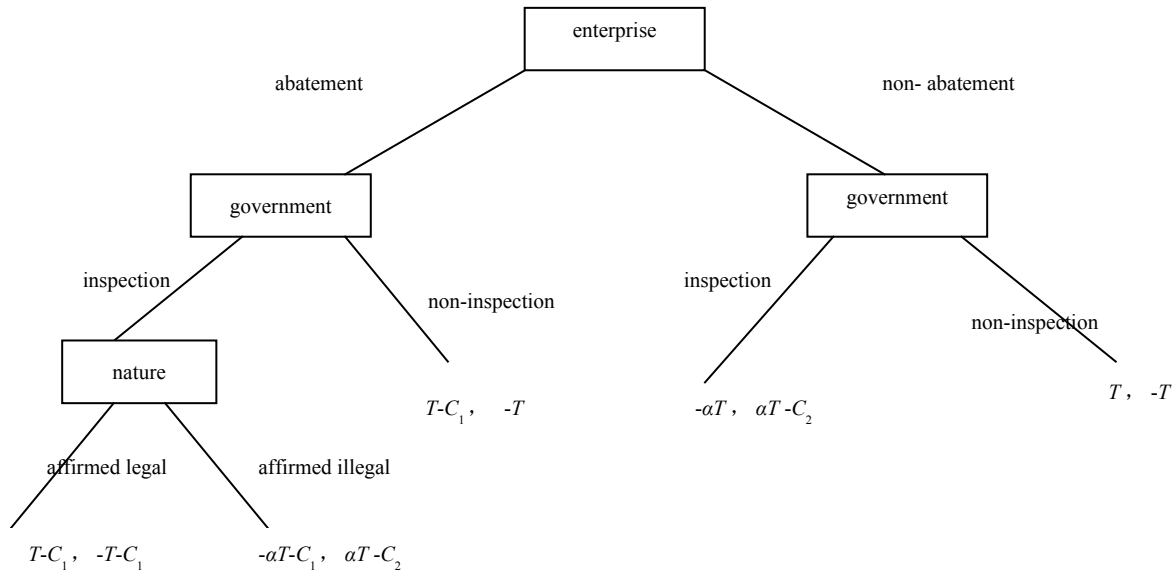 enterprise
abatement
non- abatement
government
government
inspection
non-inspection
inspection
non-inspection
nature
T-C₁， -T
-αT， αT -C₂
T， -T
affirmed legal
affirmed illegal
T-C₁， -T-C₁
-αT-C₁， αT -C₂